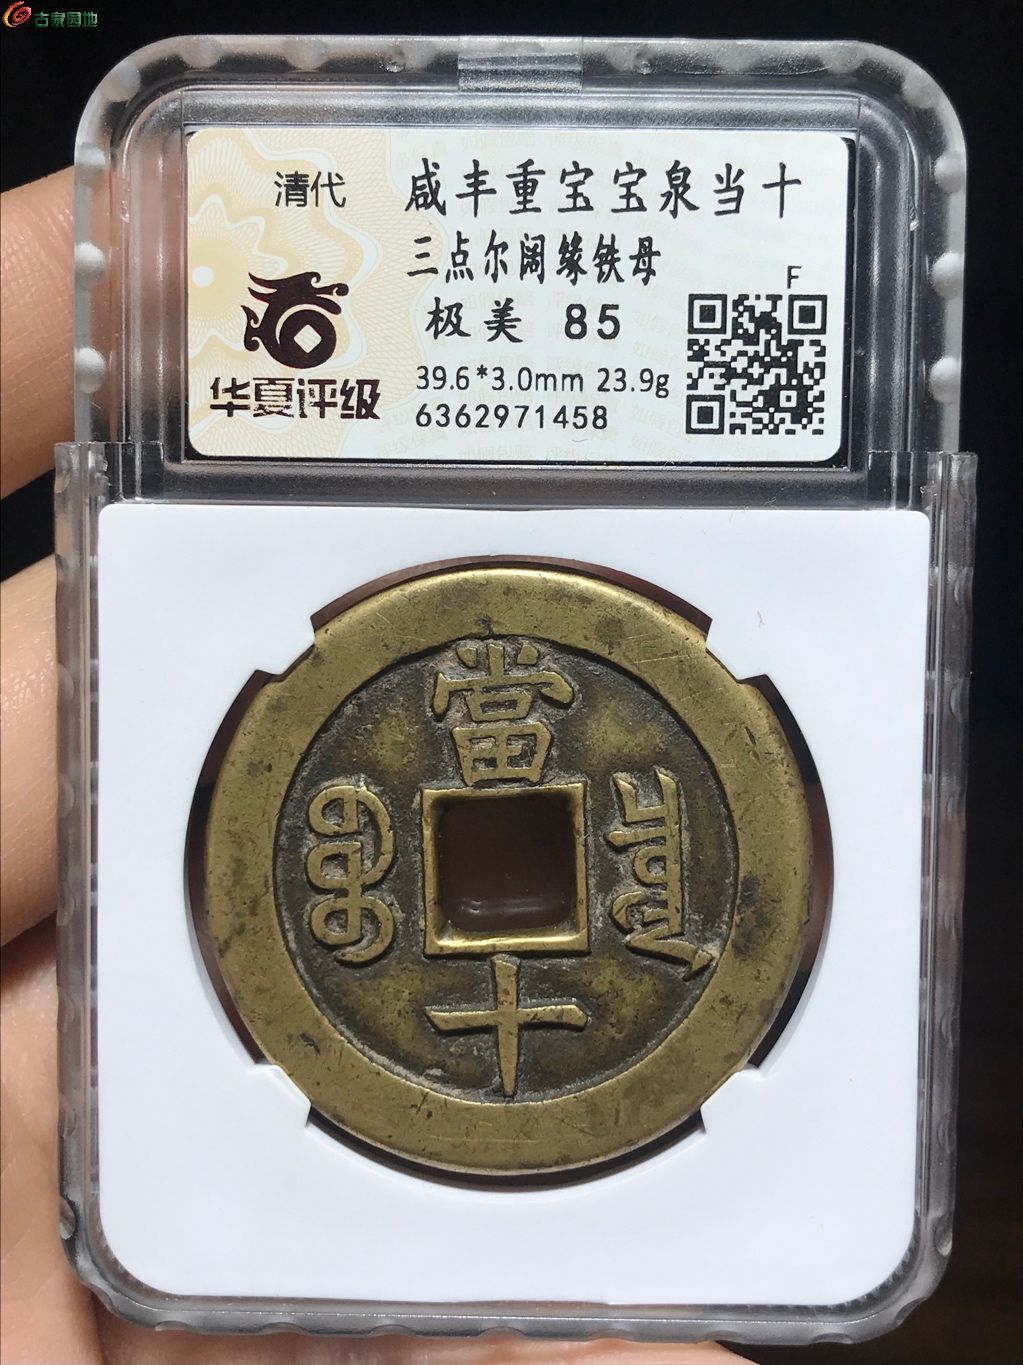 古泉园地
清代
咸丰重宝宝泉当十
三点尔阔缘铁母
极美 85
F
39.6*3.0mm 23.9g
6362971458
华夏评级
當
十